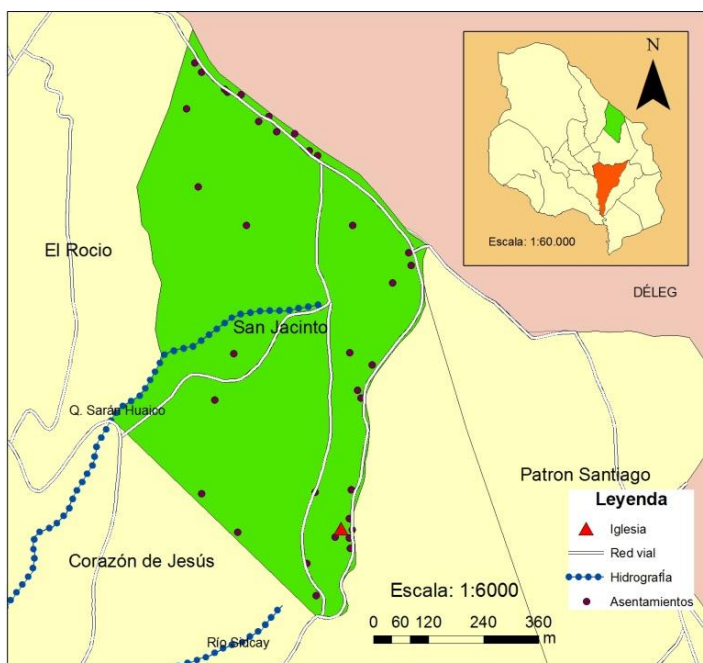 N
Escala: 1:60.000
El Rocio
DÉLEG
San Jacinto
Q. Sarán Huaico
Patron Santiago
Leyenda
Iglesia
Red vial
Hidrografía
Asentamientos
Corazón de Jesús
Escala: 1:6000
0 60 120 240 360
m
Río Siucay